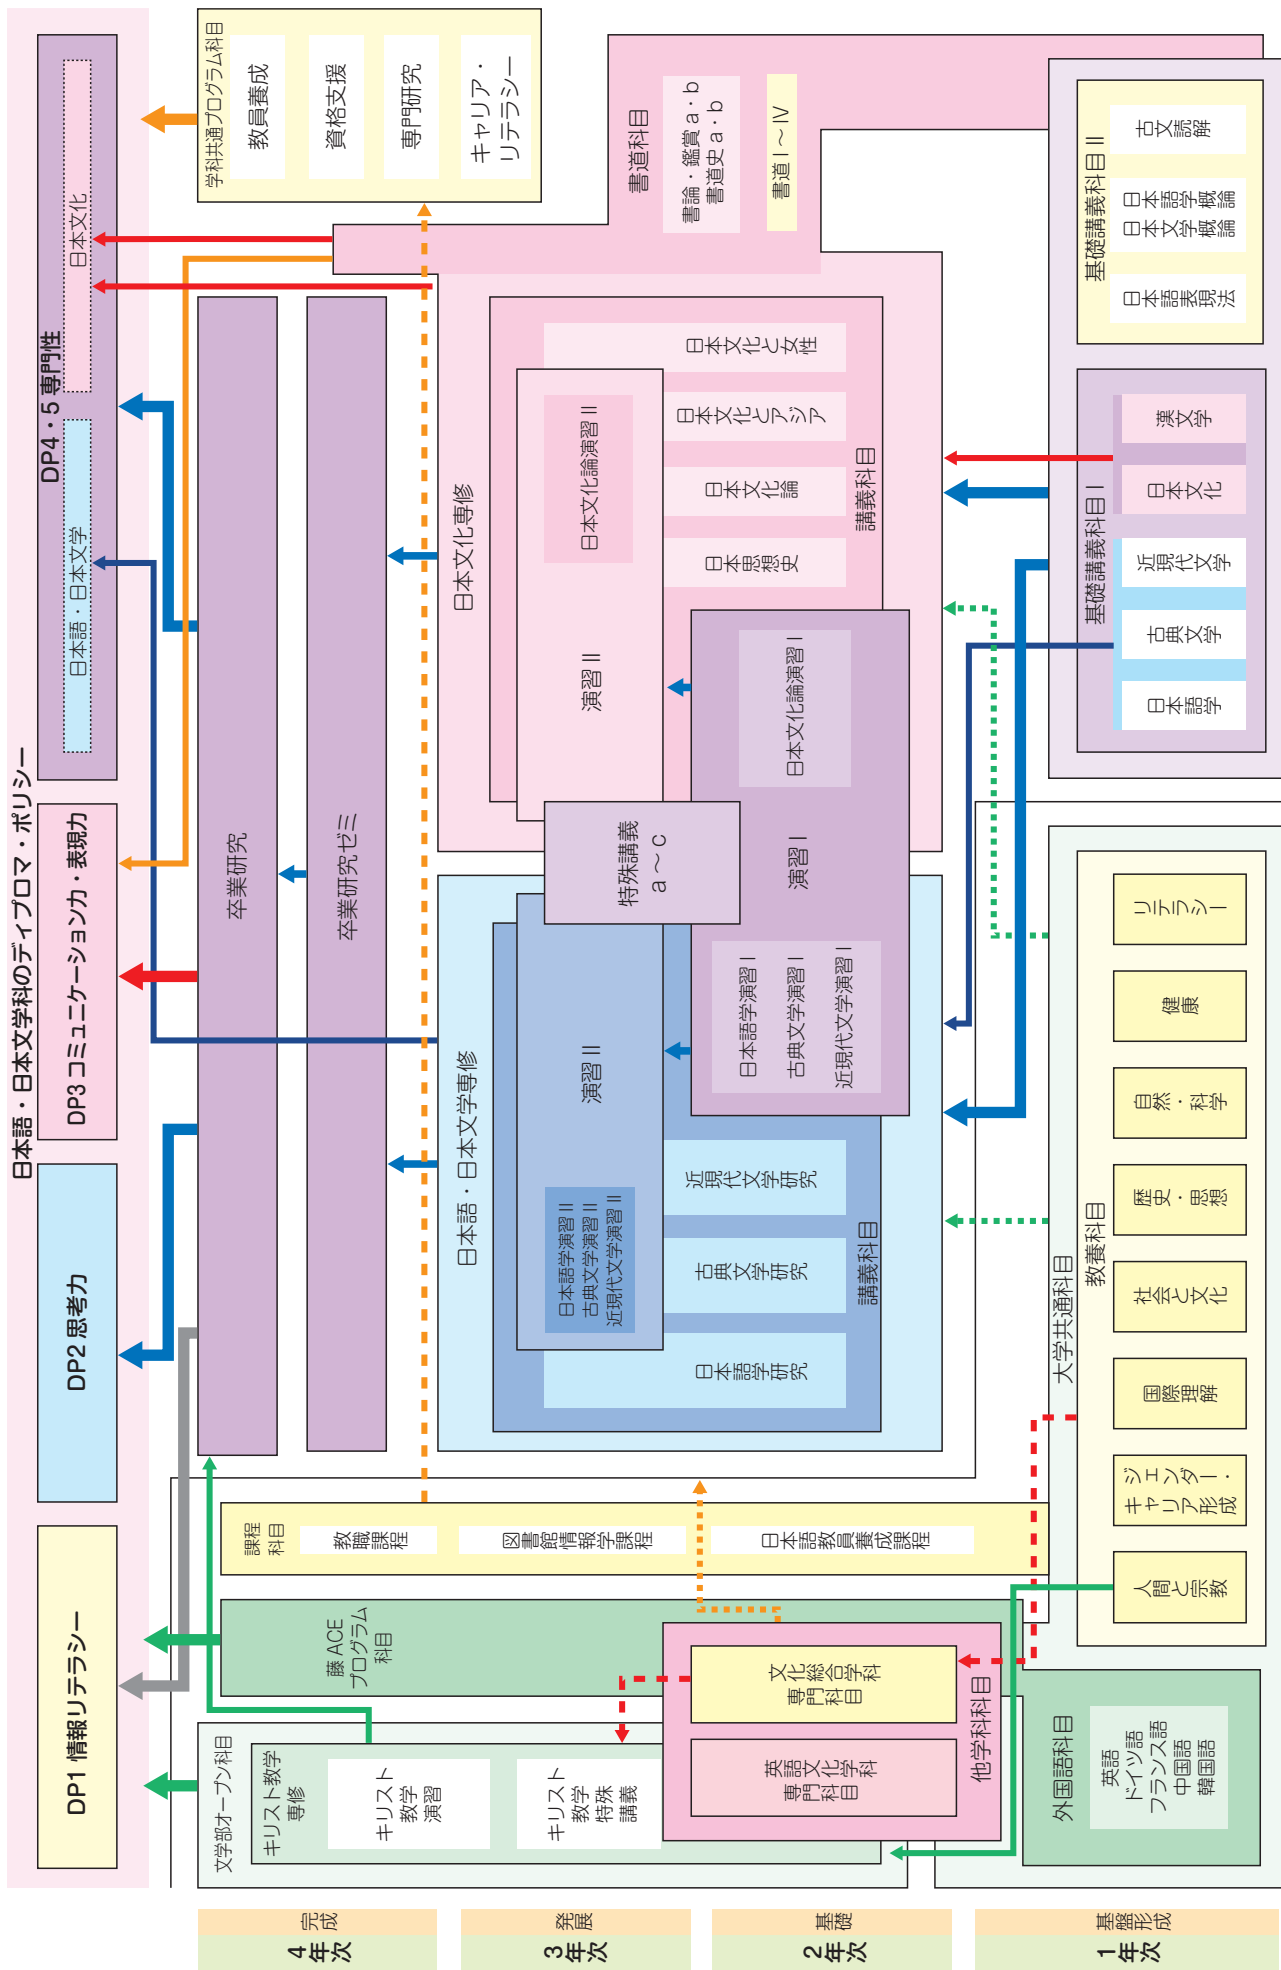 日本語・日本文学科のディプロマ・ポリシー
DP1 情報リテラシー
DP2 思考力
DP3 コミュニケーション力・表現力
DP4・5 専門性
日本語・日本文学
日本文化
4年次
完成
3年次
発展
2年次
基礎
1年次
基盤形成
文学部オープン科目
キリスト教学
専修
キリスト
教学
演習
キリスト
教学
特殊
講義
藤 ACE
プログラム
科目
課程
科目
教職課程
図書館情報学課程
日本語教員養成課程
他学科科目
英語文化学科
専門科目
文化総合学科
専門科目
卒業研究
卒業研究ゼミ
日本語・日本文学専修
演習 II
日本語学演習 II
古典文学演習 II
近現代文学演習 II
講義科目
日本語学研究
古典文学研究
近現代文学研究
特殊講義
a〜c
演習 I
日本語学演習 I
古典文学演習 I
近現代文学演習 I
日本文化論演習 I
日本文化専修
演習 II
日本文化論演習 II
講義科目
日本思想史
日本文化論
日本文化とアジア
日本文化と女性
学科共通プログラム科目
教員養成
資格支援
専門研究
キャリア・
リテラシー
書道科目
書論・鑑賞 a・b
書道史 a・b
書道 I〜IV
外国語科目
英語
ドイツ語
フランス語
中国語
韓国語
大学共通科目
教養科目
人間と
宗教
ジェンダー・
キャリア形成
国際理解
社会と文化
歴史・思想
自然・科学
健康
リテラシー
基礎講義科目 I
日本語学
古典文学
近現代文学
日本文化
漢文学
基礎講義科目 II
日本語表現法
日本文学概論
日本語学概論
古文読解